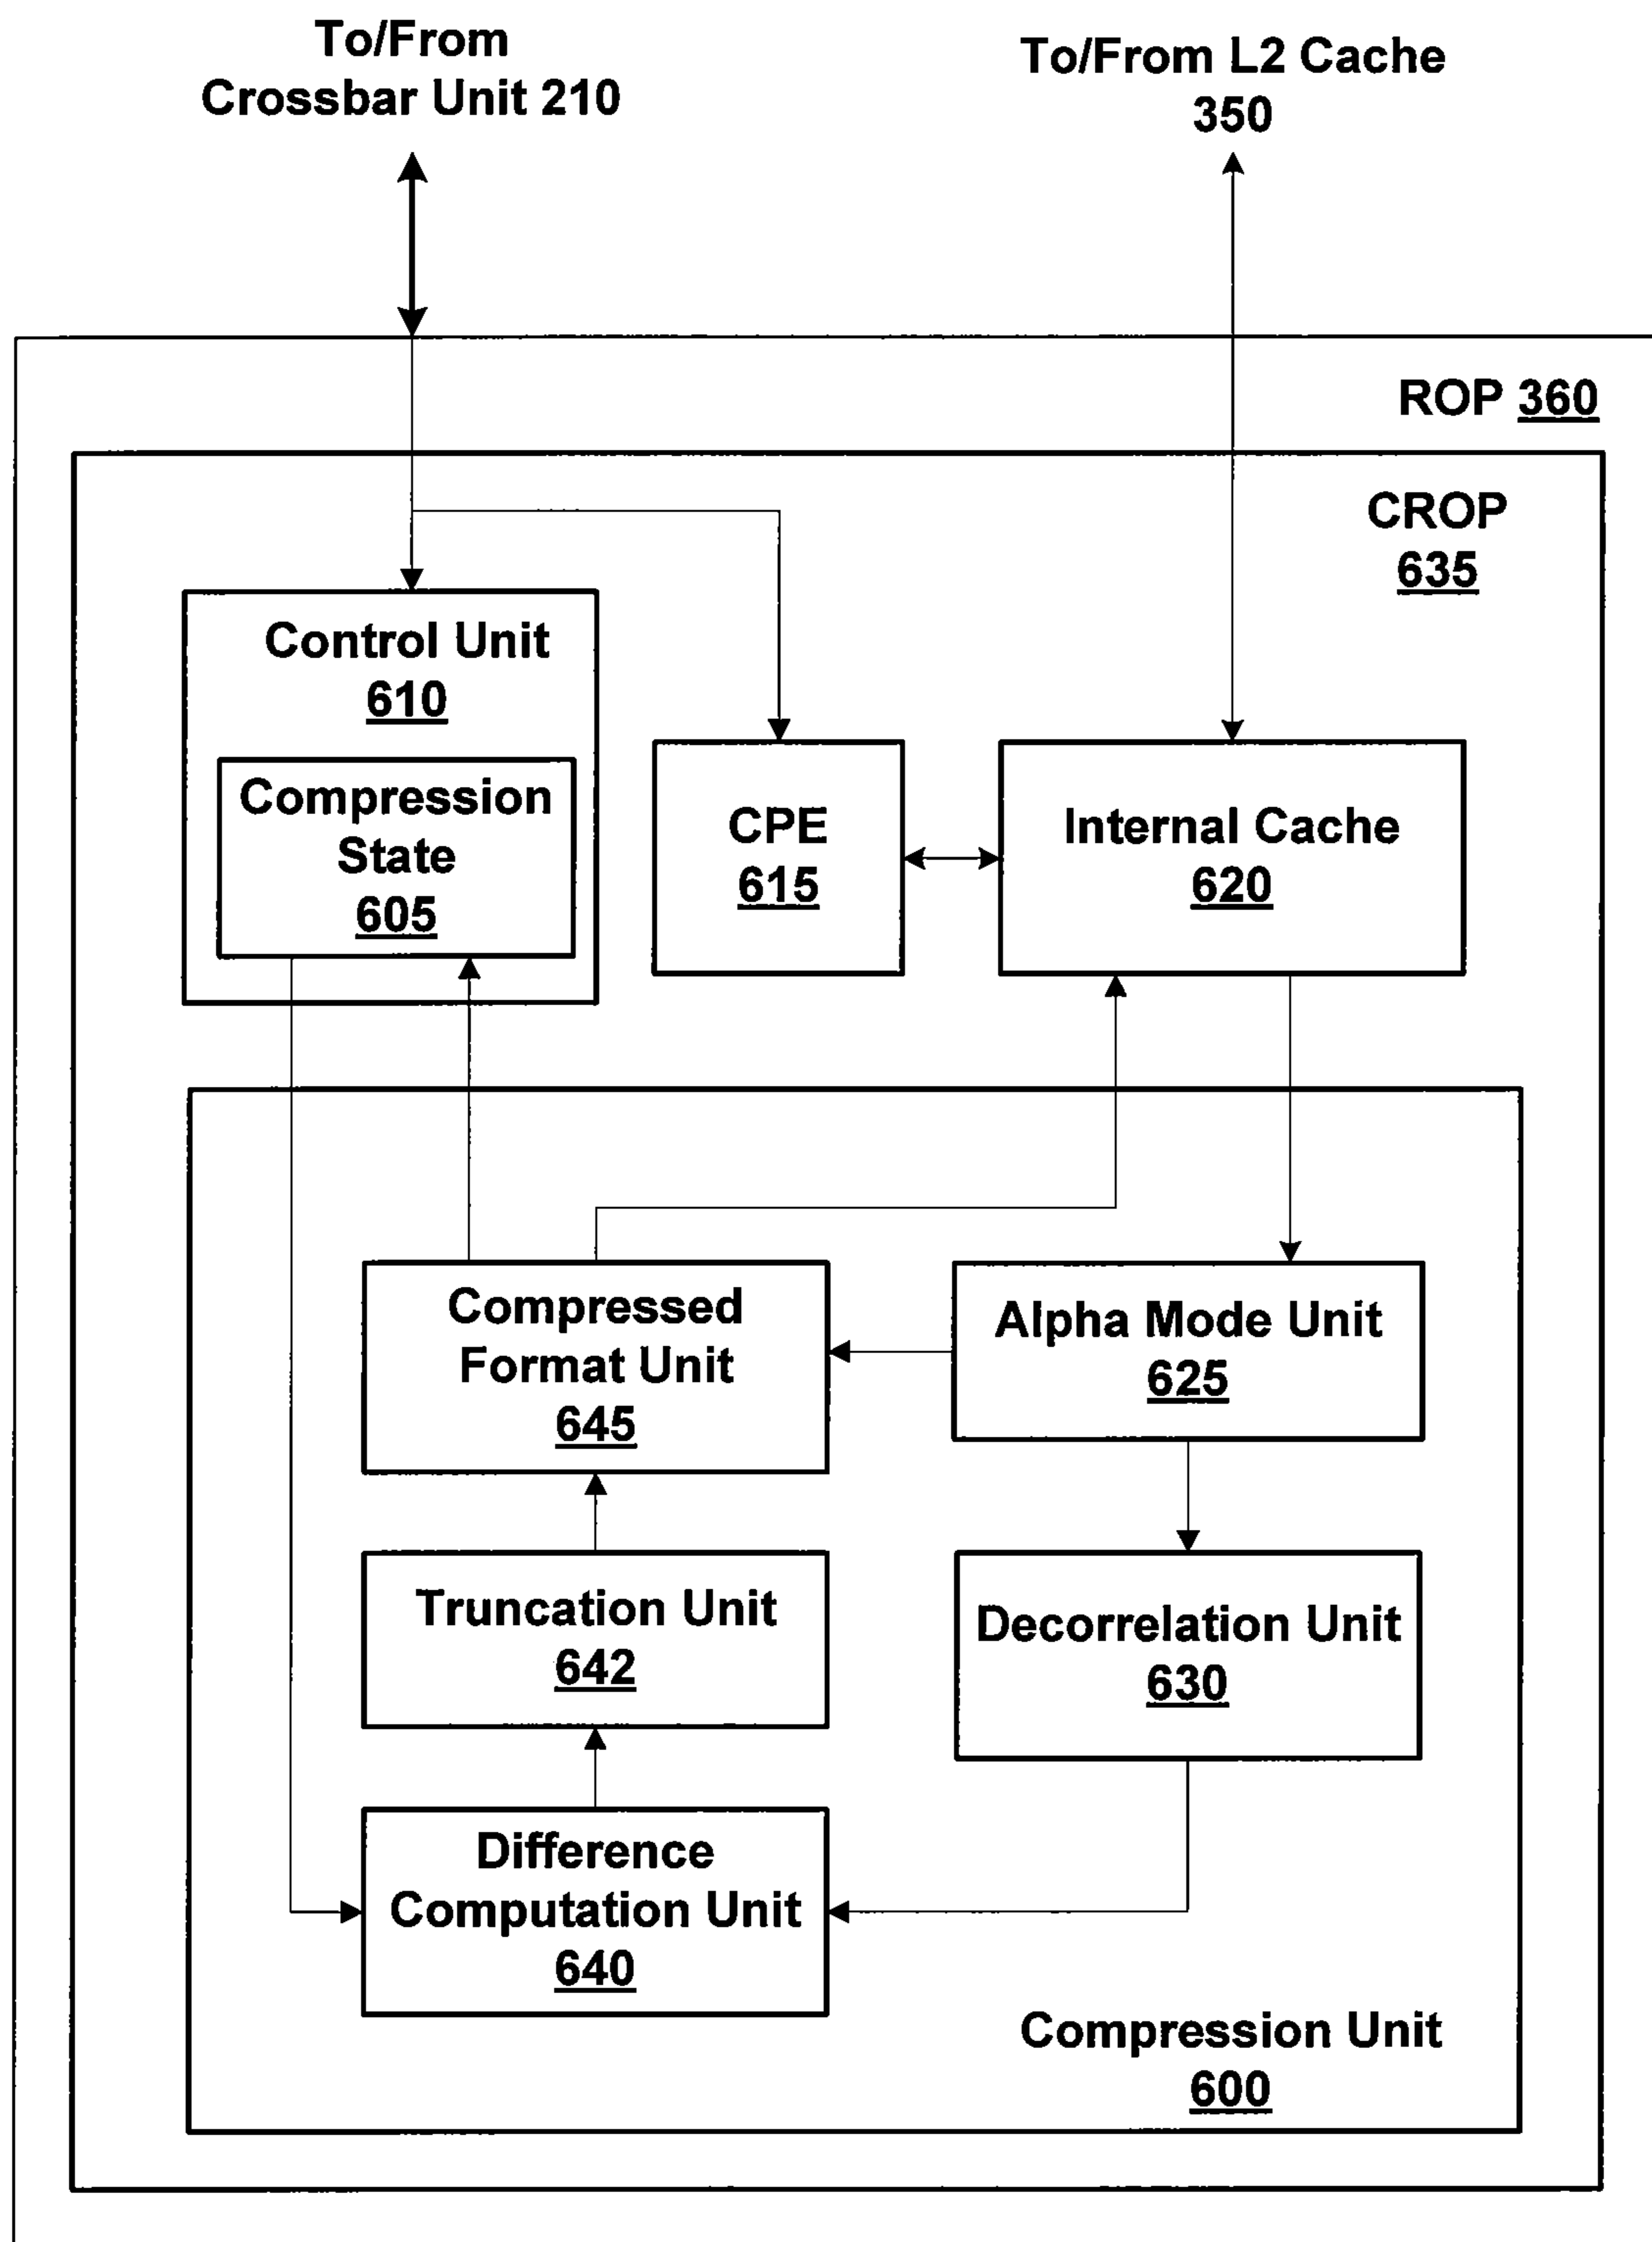 To/From
Crossbar Unit 210
To/From L2 Cache
350
ROP 360
CROP
635
Control Unit
610
Compression
State
605
CPE
615
Internal Cache
620
Compressed
Format Unit
645
Alpha Mode Unit
625
Truncation Unit
642
Decorrelation Unit
630
Difference
Computation Unit
640
Compression Unit
600